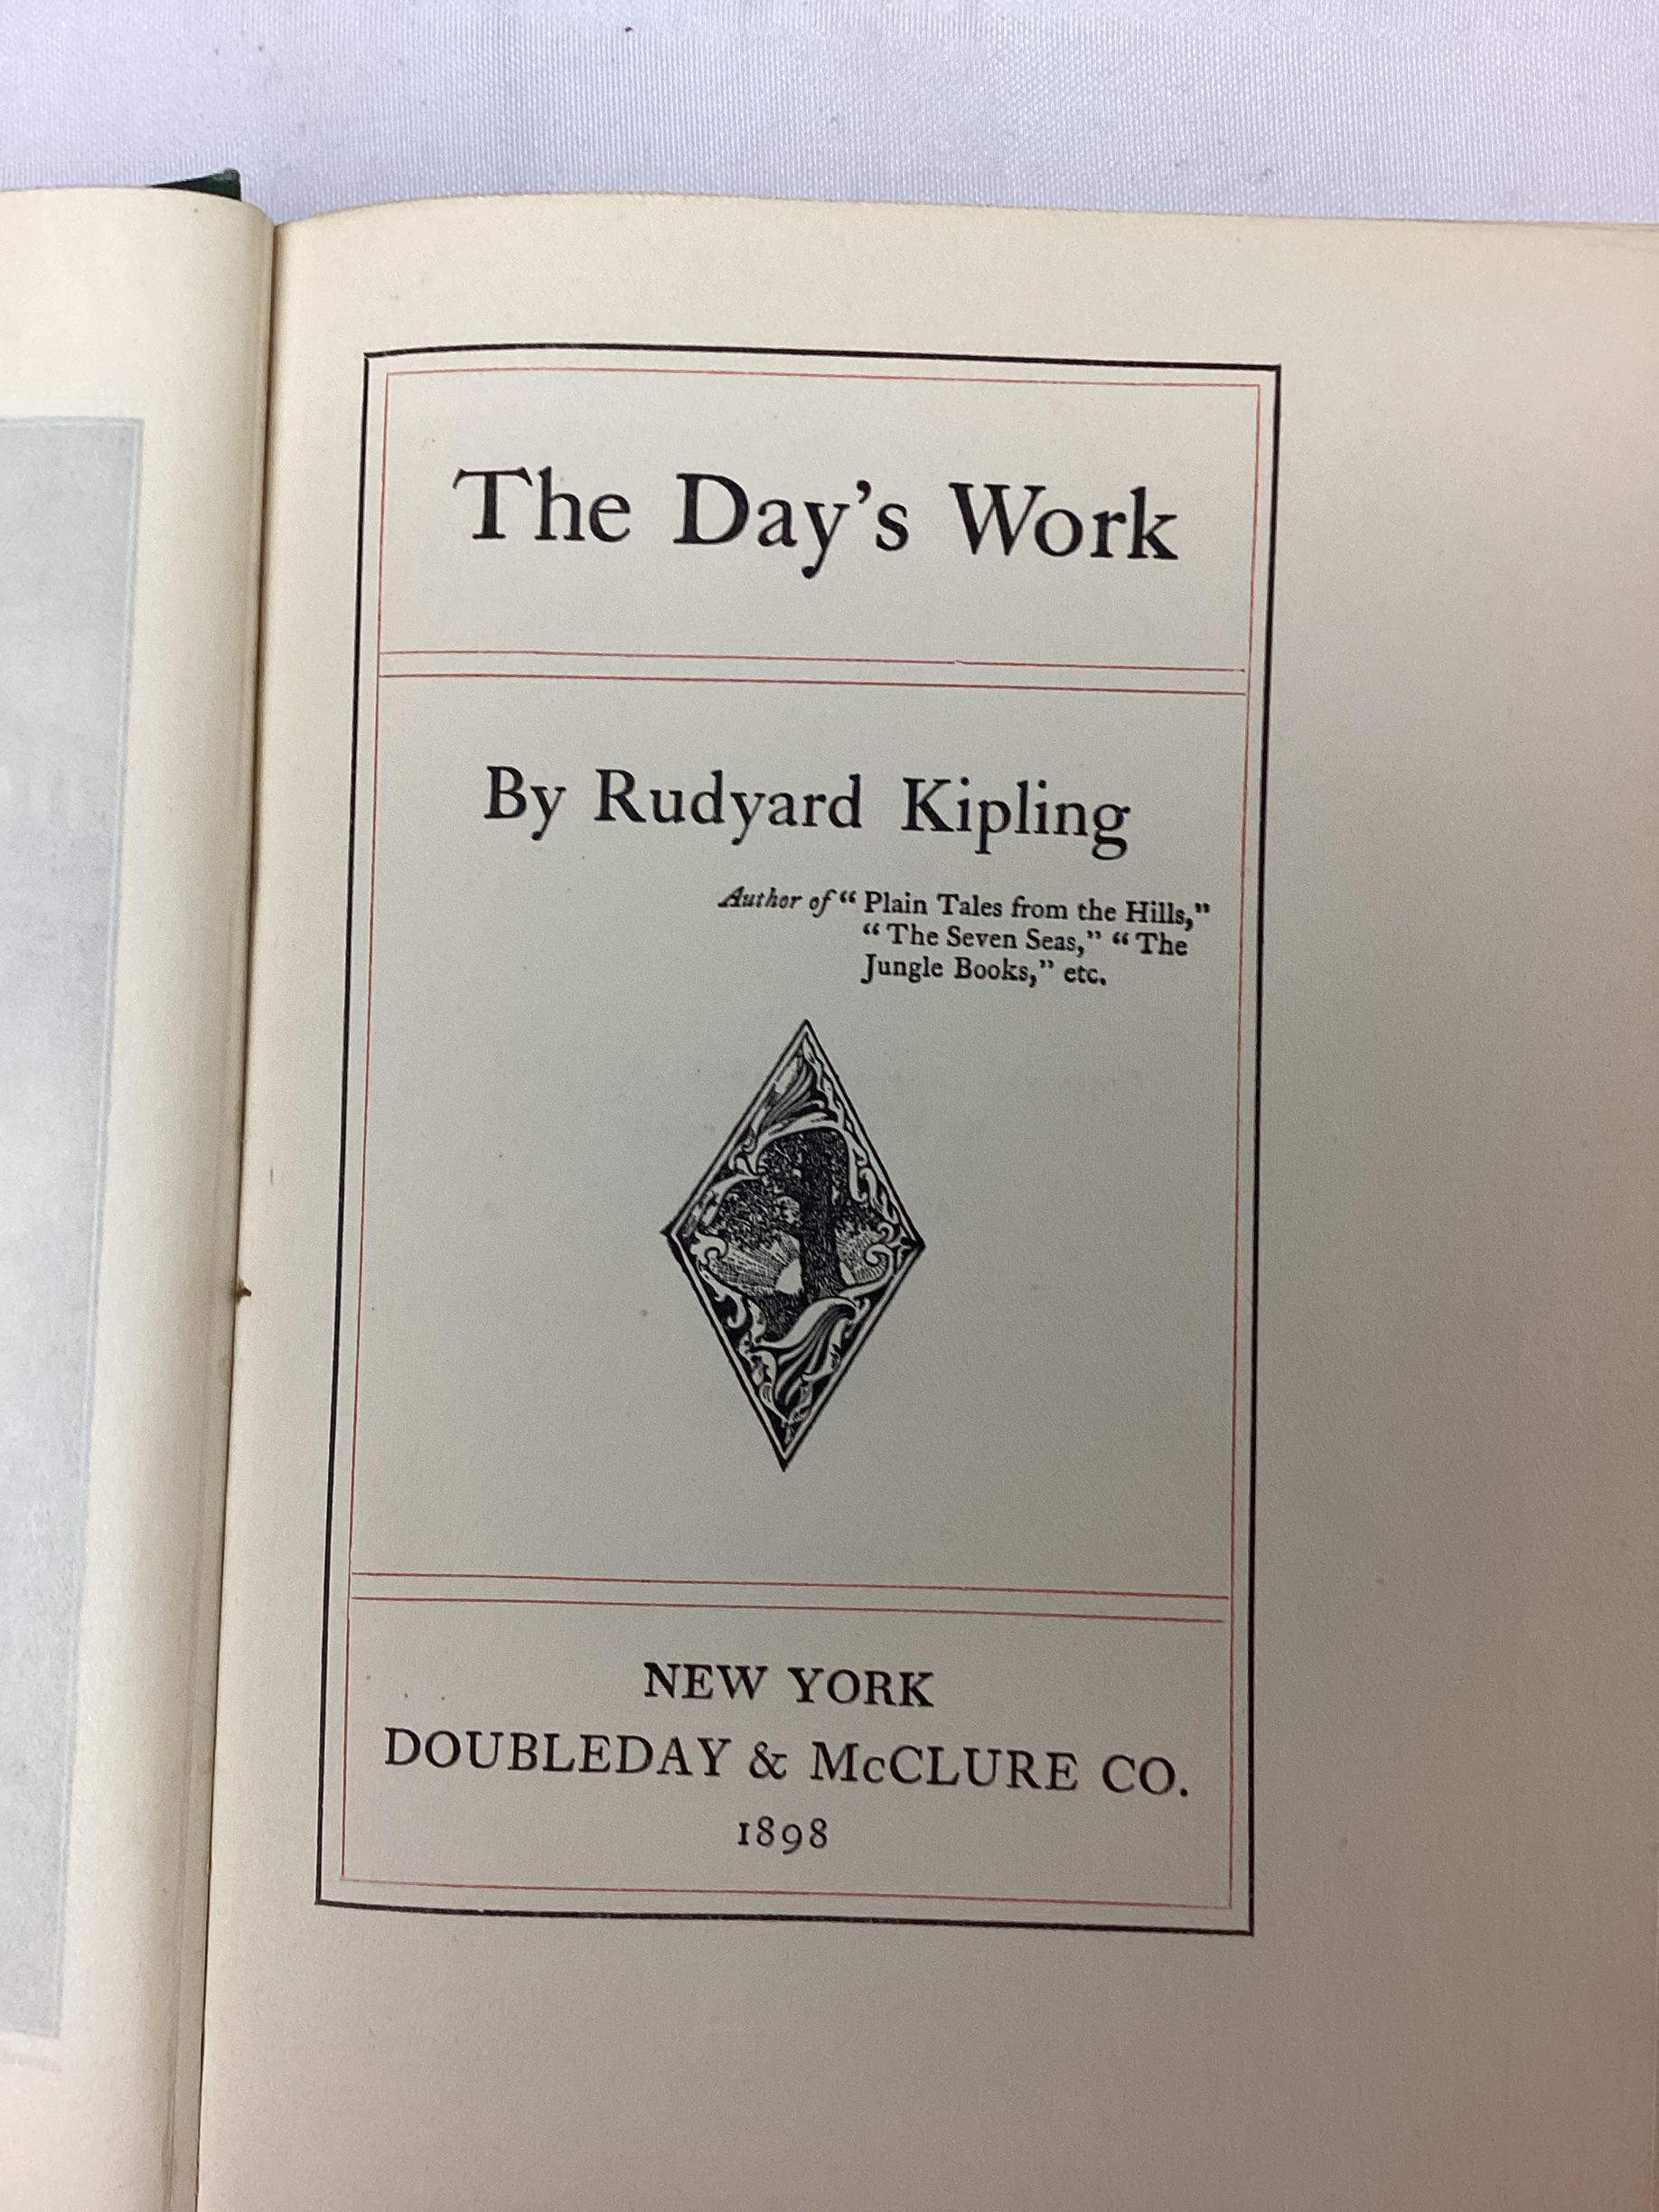 The Day’s Work
By Rudyard Kipling
Author of “ Plain Tales from the Hills,”
“ The Seven Seas,” “ The
Jungle Books,” etc.
NEW YORK
DOUBLEDAY & McCLURE CO.
1898